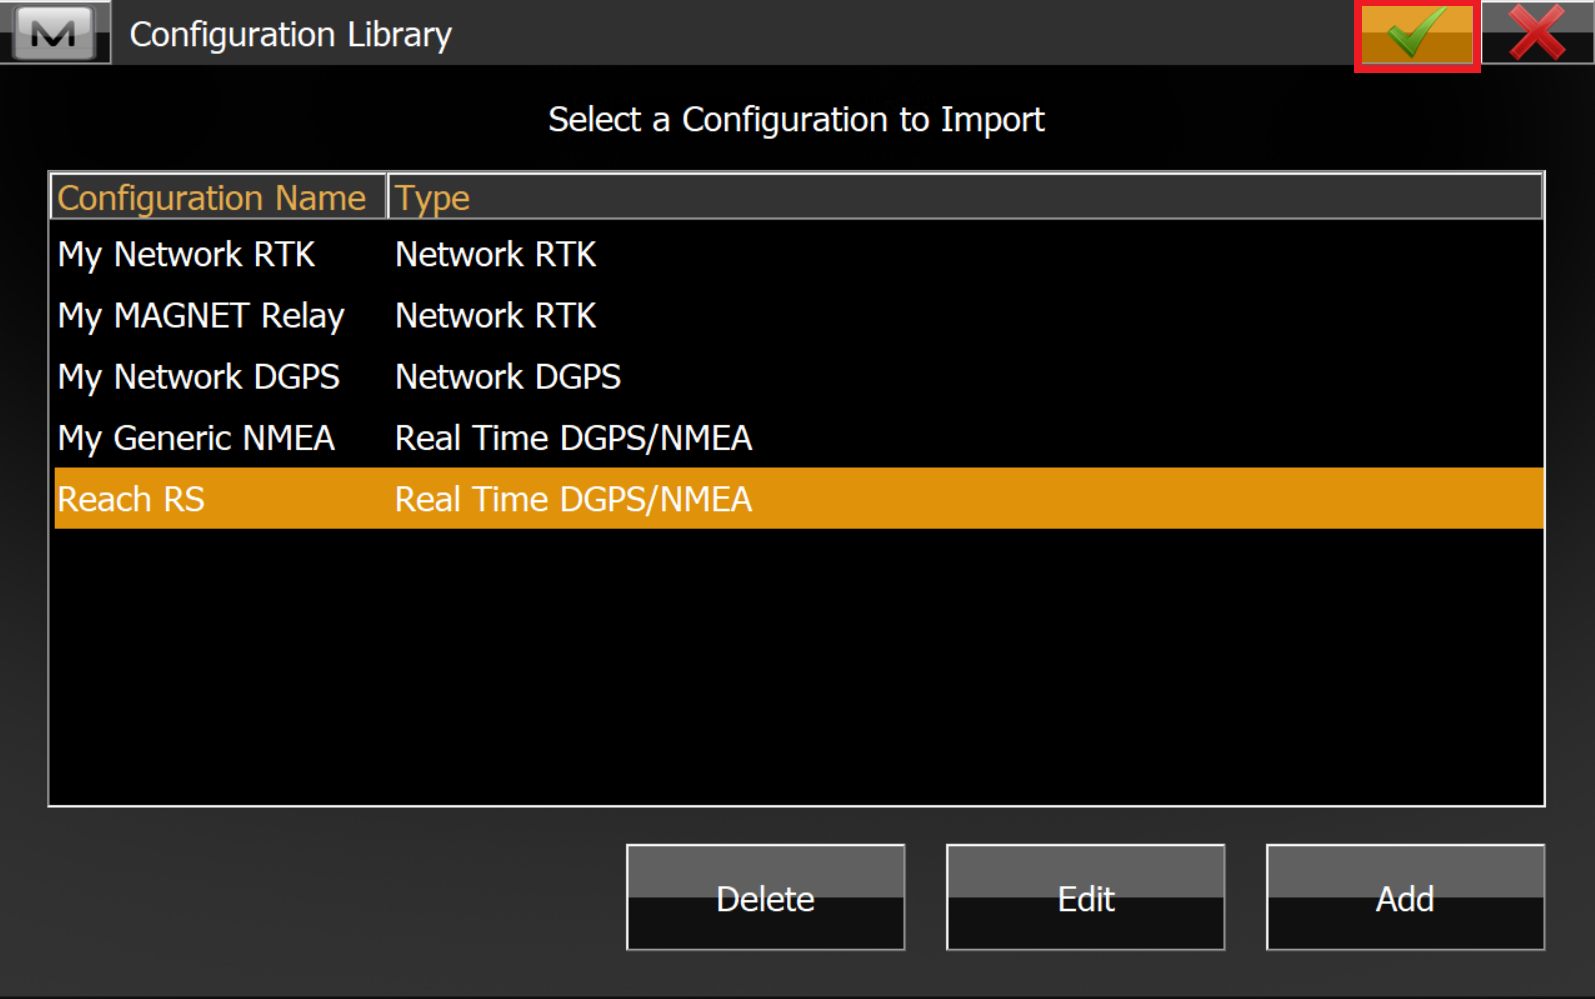 M
Configuration Library
Select a Configuration to Import
Configuration Name Type
My Network RTK Network RTK
My MAGNET Relay Network RTK
My Network DGPS Network DGPS
My Generic NMEA Real Time DGPS/NMEA
Reach RS Real Time DGPS/NMEA
Delete Edit Add